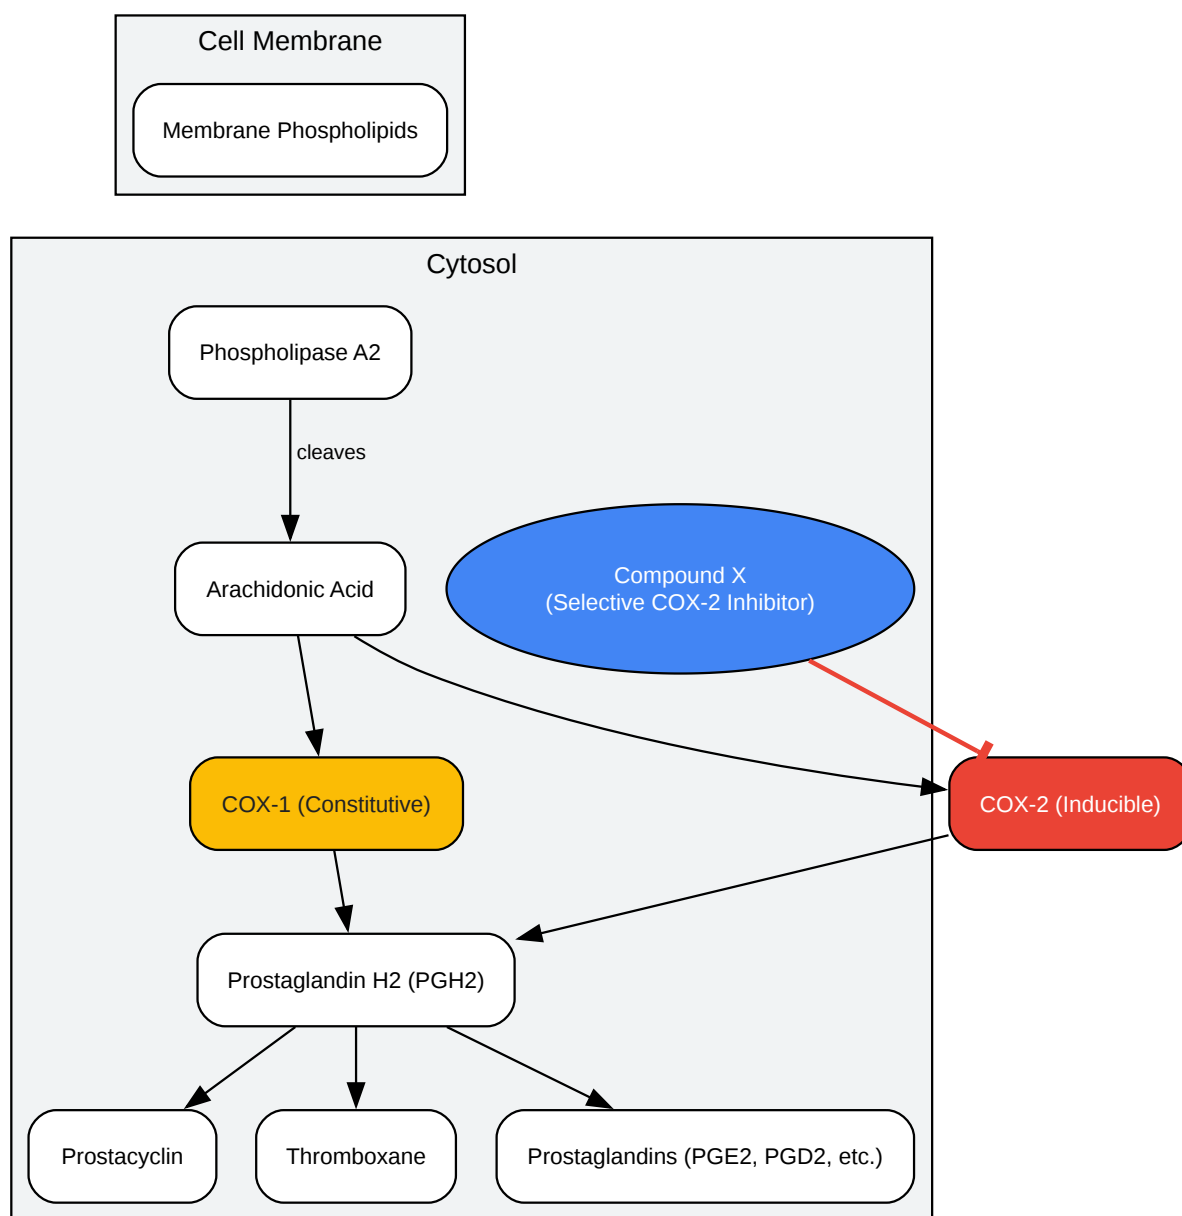 Cell Membrane
Membrane Phospholipids
Cytosol
Phospholipase A2
cleaves
Arachidonic Acid
Compound X
(Selective COX-2 Inhibitor)
COX-1 (Constitutive)
COX-2 (Inducible)
Prostaglandin H2 (PGH2)
Prostacyclin
Thromboxane
Prostaglandins (PGE2, PGD2, etc.)